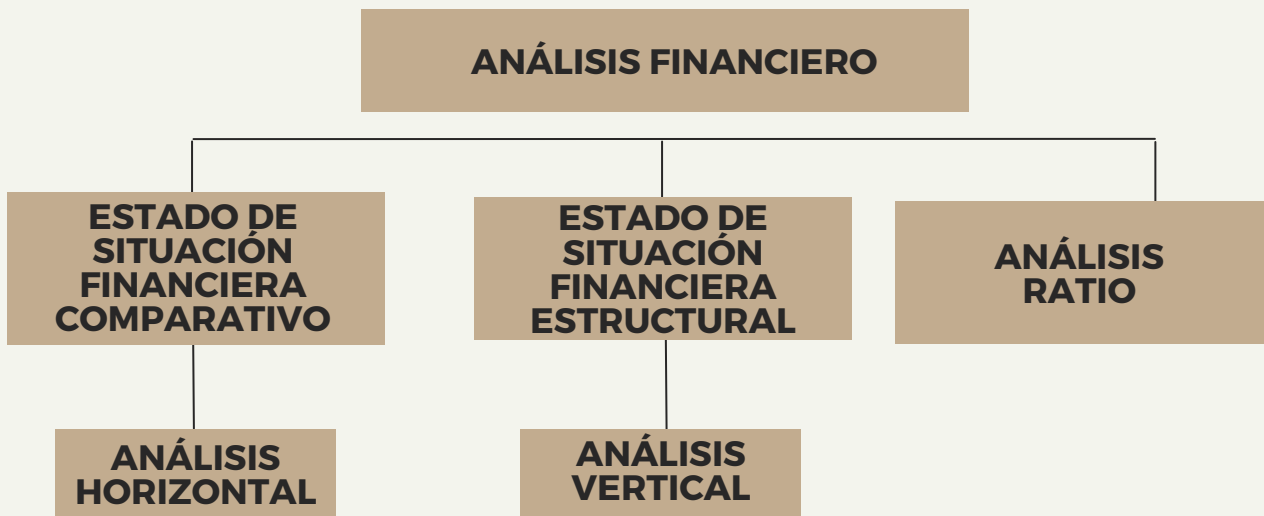 ANÁLISIS FINANCIERO
ESTADO DE
SITUACIÓN
FINANCIERA
COMPARATIVO
ESTADO DE
SITUACIÓN
FINANCIERA
ESTRUCTURAL
ANÁLISIS
RATIO
ANÁLISIS
HORIZONTAL
ANÁLISIS
VERTICAL